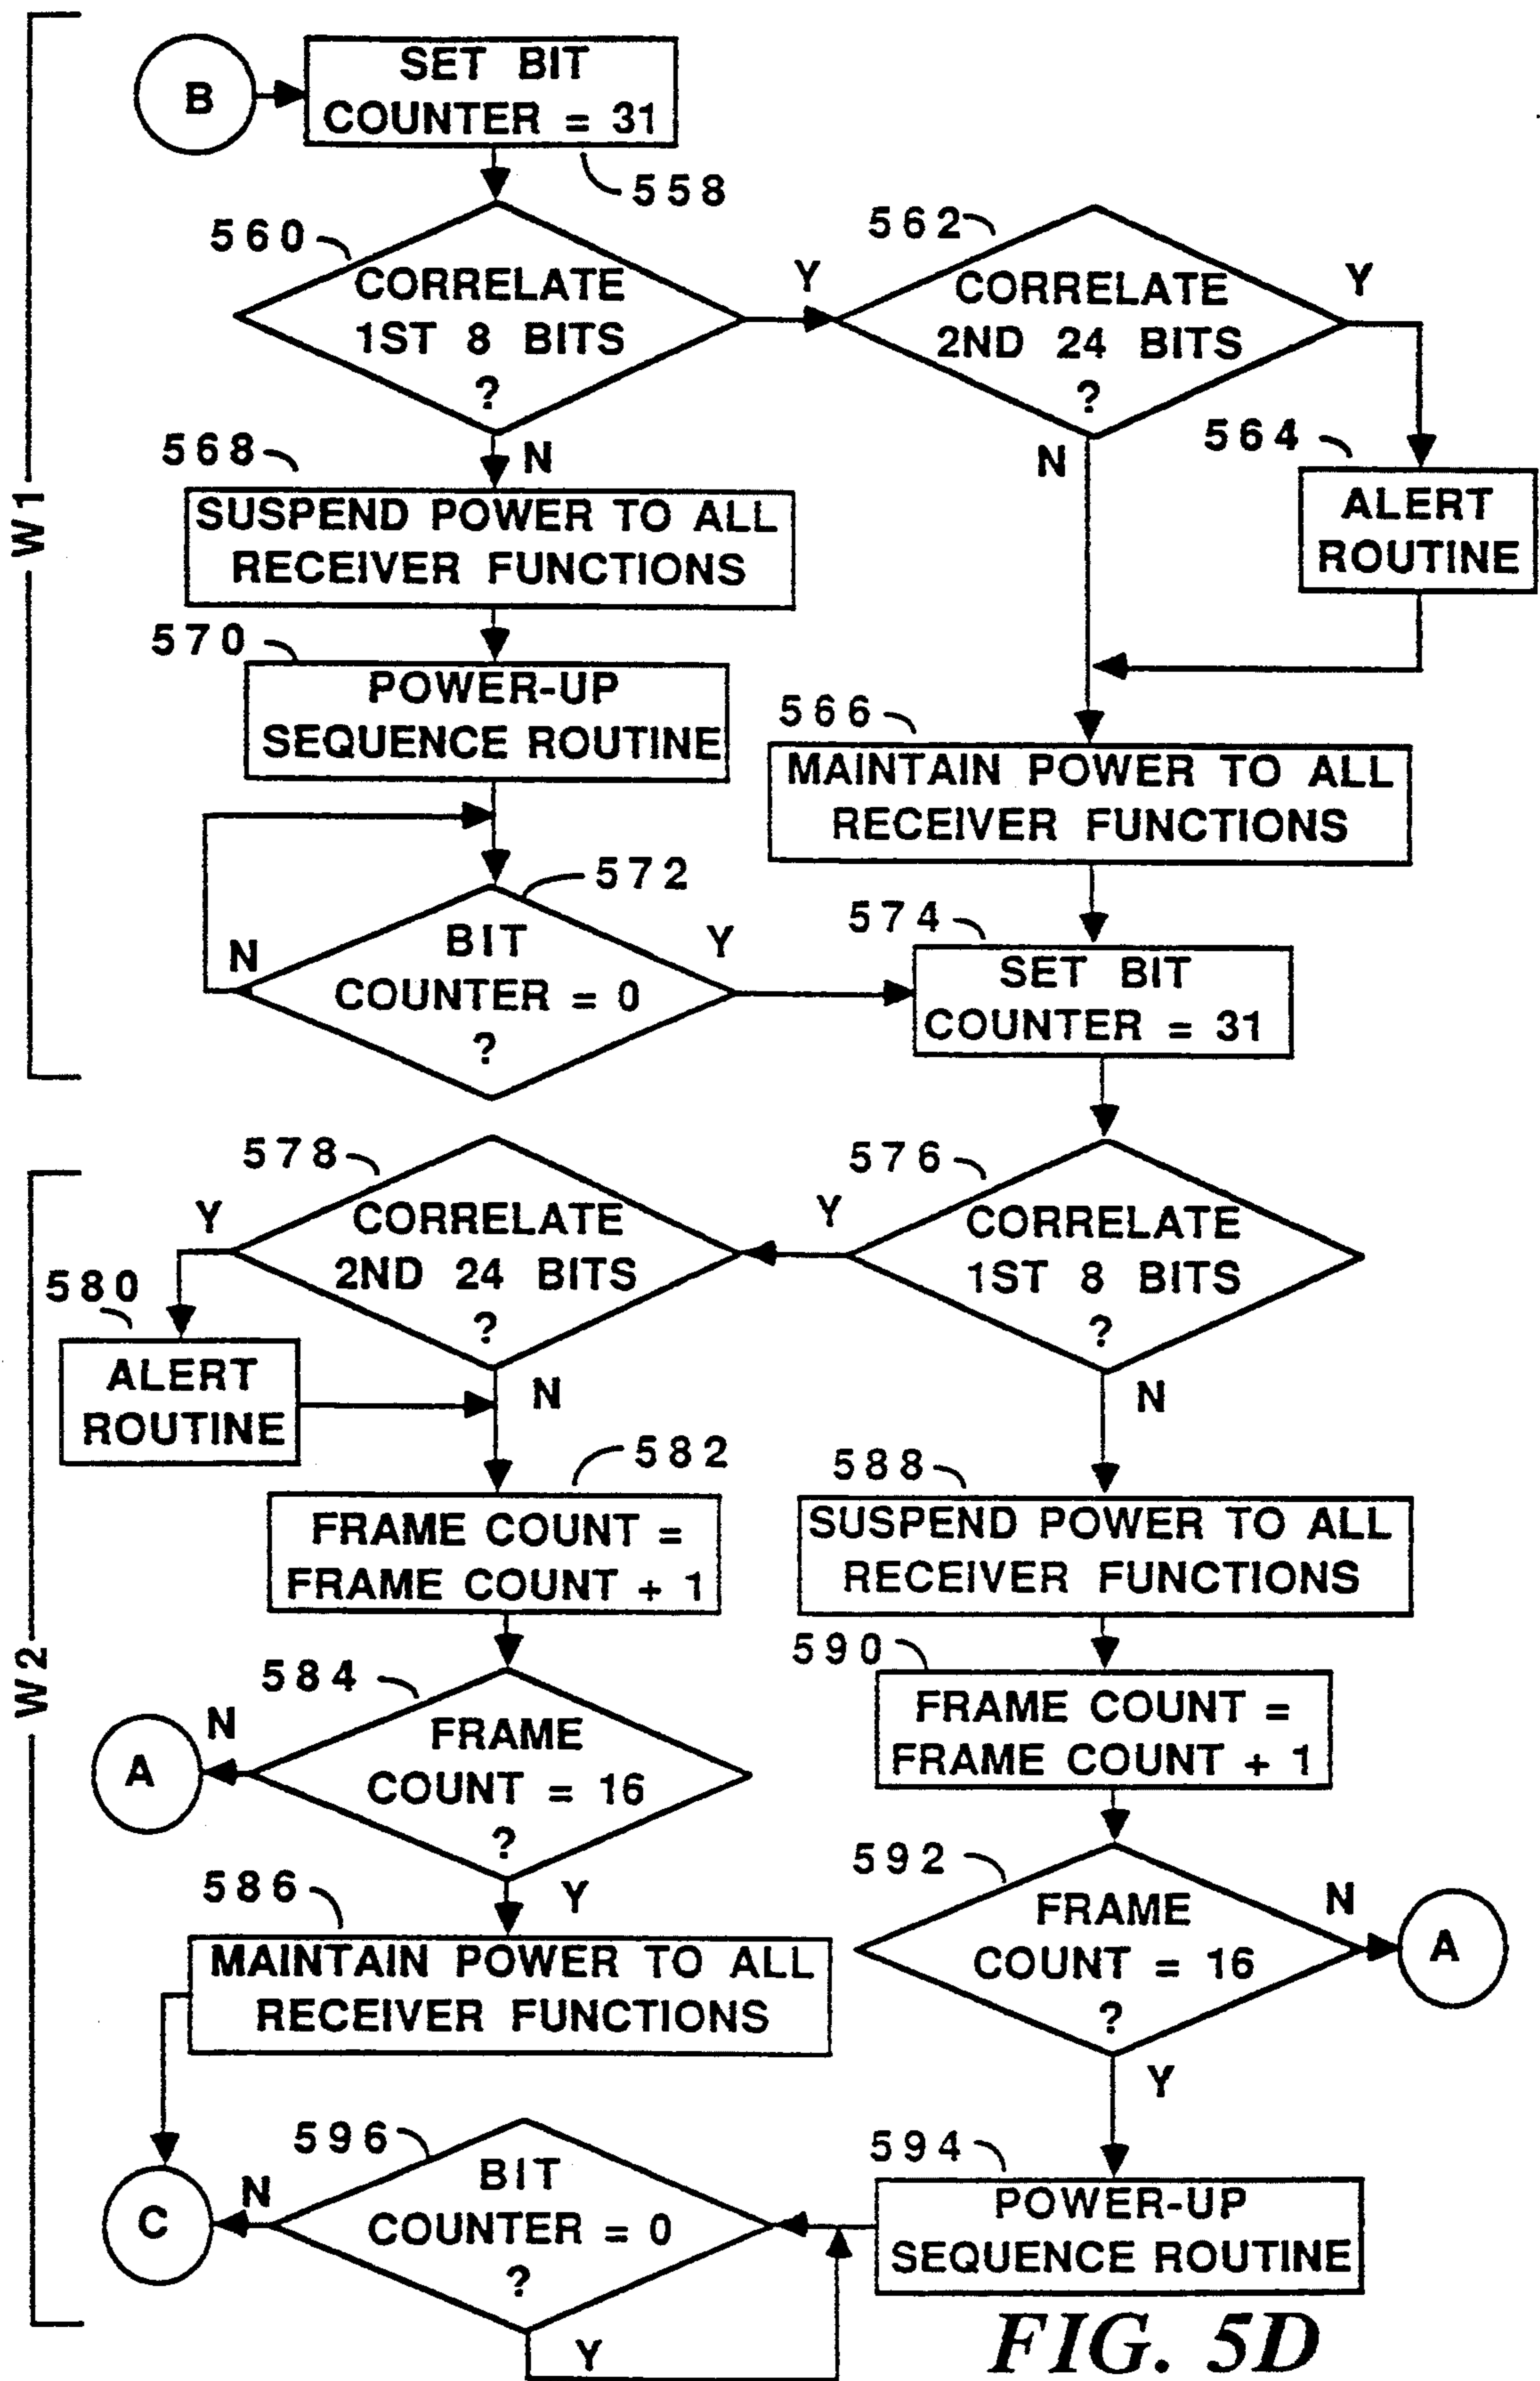 W1
B
SET BIT
COUNTER = 31
558
560
CORRELATE
1ST 8 BITS
?
Y
N
562
CORRELATE
2ND 24 BITS
?
Y
N
564
ALERT
ROUTINE
568
SUSPEND POWER TO ALL
RECEIVER FUNCTIONS
570
POWER-UP
SEQUENCE ROUTINE
566
MAINTAIN POWER TO ALL
RECEIVER FUNCTIONS
572
BIT
COUNTER = 0
?
N
Y
574
SET BIT
COUNTER = 31
W2
576
CORRELATE
1ST 8 BITS
?
Y
N
578
CORRELATE
2ND 24 BITS
?
Y
N
580
ALERT
ROUTINE
582
FRAME COUNT =
FRAME COUNT + 1
584
FRAME
COUNT = 16
?
N
A
Y
586
MAINTAIN POWER TO ALL
RECEIVER FUNCTIONS
588
SUSPEND POWER TO ALL
RECEIVER FUNCTIONS
590
FRAME COUNT =
FRAME COUNT + 1
592
FRAME
COUNT = 16
?
N
A
Y
594
POWER-UP
SEQUENCE ROUTINE
596
BIT
COUNTER = 0
?
N
C
Y
FIG. 5D